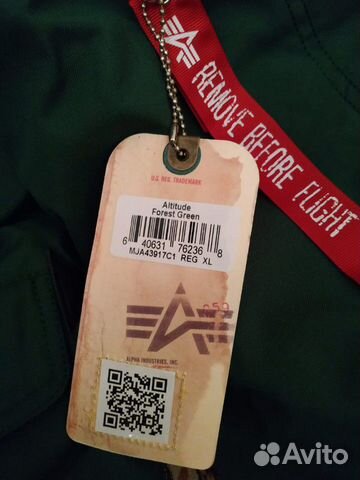 REMOVE BEFORE FLIGHT
U.S. REG. TRADEMARK
Altitude
Forest Green
6 40631 76236 8
MJA43917C1 REG XL
959
ALPHA INDUSTRIES, INC.
Avito